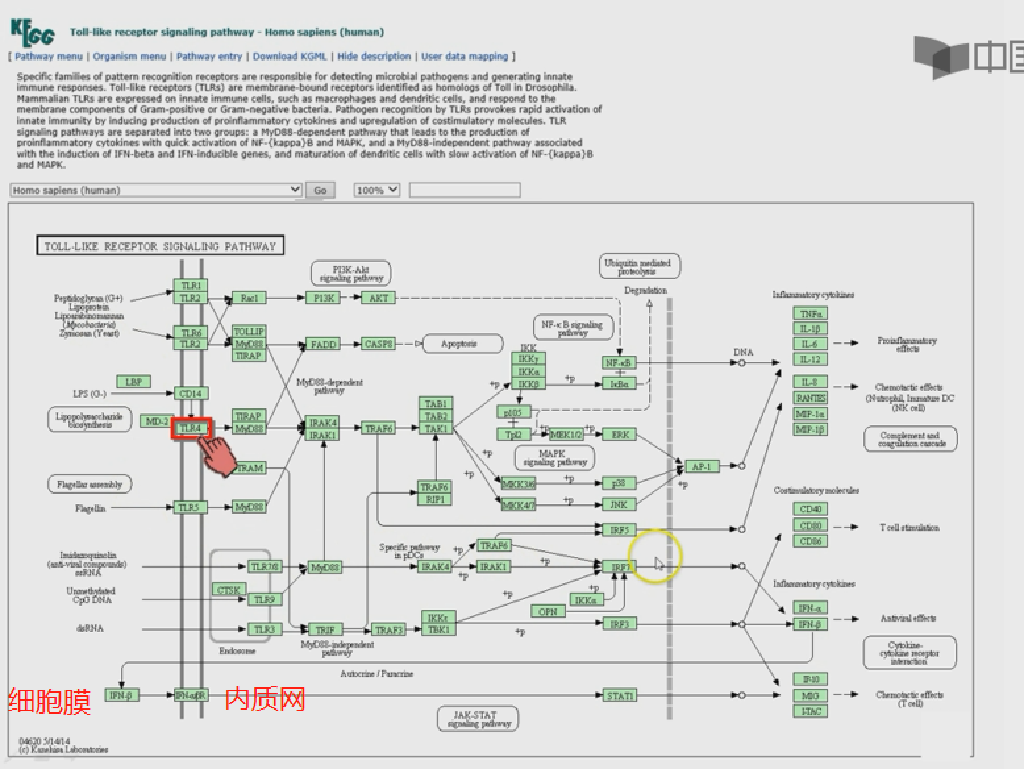 KEGG
Toll-like receptor signaling pathway - Homo sapiens (human)
[ Pathway menu | Organism menu | Pathway entry | Download KGML | Hide description | User data mapping ]
中国
Specific families of pattern recognition receptors are responsible for detecting microbial pathogens and generating innate
immune responses. Toll-like receptors (TLRs) are membrane-bound receptors identified as homologs of Toll in Drosophila.
Mammalian TLRs are expressed on innate immune cells, such as macrophages and dendritic cells, and respond to the
membrane components of Gram-positive or Gram-negative bacteria. Pathogen recognition by TLRs provokes rapid activation of
innate immunity by inducing production of proinflammatory cytokines and upregulation of costimulatory molecules. TLR
signaling pathways are separated into two groups: a MyD88-dependent pathway that leads to the production of
proinflammatory cytokines with quick activation of NF-{kappa}B and MAPK, and a MyD88-independent pathway associated
with the induction of IFN-beta and IFN-inducible genes, and maturation of dendritic cells with slow activation of NF-{kappa}B
and MAPK.
Homo sapiens (human) Go 100%
TOLL-LIKE RECEPTOR SIGNALING PATHWAY
PI3K-Akt
signaling pathway
Ubiquitin mediated
proteolysis
Degradation
Peptidoglycan (G+)
Lipoprotein
Lipoarabinomannan
(Mycobacteria)
Zymosan (Yeast)
TLR1
TLR2
Rac1
PI3K
AKT
TLR6
TLR2
TOLLIP
MyD88
TIRAP
FADD
CASP8
Apoptosis
NF-κB signaling
pathway
IKK
IKKγ
IKKα
IKKβ
+p
+p
NF-κB
IκBα
DNA
Inflammatory cytokines
TNFα
IL-1β
IL-6
IL-12
Proinflammatory
effects
IL-8
RANTES
MIP-1α
MIP-1β
Chemotactic effects
(Neutrophil, Immature DC
(NK cell)
Complement and
coagulation cascade
LBP
LPS (G-)
CD14
Lipopolysaccharide
biosynthesis
MD-2
TLR4
TIRAP
MyD88
TRAM
MyD88-dependent
pathway
IRAK4
IRAK1
TRAF6
TAB1
TAB2
TAK1
p105
Tpl2
+p
MEK1/2
+p
ERK
MAPK
signaling pathway
+p
+p
MKK3/6
+p
p38
MKK4/7
+p
JNK
AP-1
+p
TRAF6
RIP1
Flagellar assembly
Flagellin
TLR5
MyD88
IRF5
Costimulatory molecules
CD40
CD80
CD86
T cell stimulation
Imidazoquinolin
(anti-viral compounds)
ssRNA
TLR7/8
MyD88
Specific pathway
in pDCs
IRAK4
+p
+p
TRAF6
IRAK1
+p
IRF7
Unmethylated
CpG DNA
CTSK
TLR9
+p
IKKα
OPN
dsRNA
TLR3
TRIF
TRAF3
IKKε
TBK1
+p
IRF3
Endosome
MyD88-independent
pathway
Inflammatory cytokines
IFN-α
IFN-β
Antiviral effects
Cytokine-
cytokine receptor
interaction
Autocrine / Paracrine
细胞膜
IFN-β
IFN-αβR
内质网
STAT1
JAK-STAT
signaling pathway
IP-10
MIG
I-TAC
Chemotactic effects
(T cell)
04620 5/14/14
(c) Kanehisa Laboratories